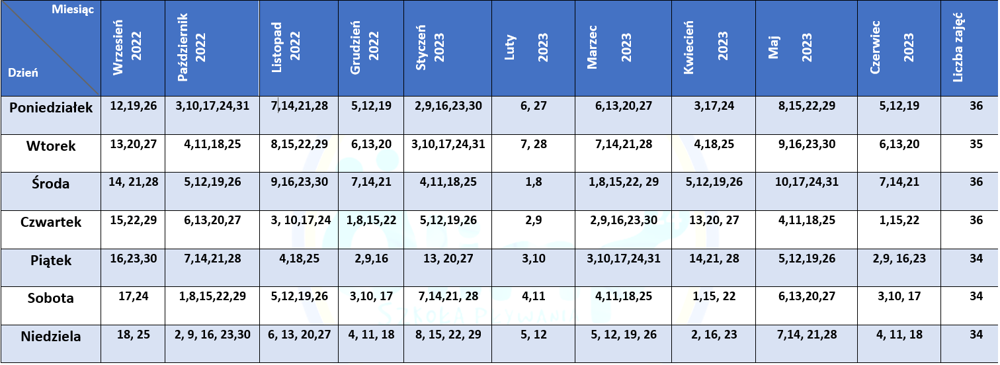 Miesiąc
Dzień
Wrzesień 2022
Październik 2022
Listopad 2022
Grudzień 2022
Styczeń 2023
Luty 2023
Marzec 2023
Kwiecień 2023
Maj 2023
Czerwiec 2023
Liczba zajęć
Poniedziałek 12,19,26 3,10,17,24,31 7,14,21,28 5,12,19 2,9,16,23,30 6, 27 6,13,20,27 3,17,24 8,15,22,29 5,12,19 36
Wtorek 13,20,27 4,11,18,25 8,15,22,29 6,13,20 3,10,17,24,31 7, 28 7,14,21,28 4,18,25 9,16,23,30 6,13,20 35
Środa 14, 21,28 5,12,19,26 9,16,23,30 7,14,21 4,11,18,25 1,8 1,8,15,22, 29 5,12,19,26 10,17,24,31 7,14,21 36
Czwartek 15,22,29 6,13,20,27 3, 10,17,24 1,8,15,22 5,12,19,26 2,9 2,9,16,23,30 13,20, 27 4,11,18,25 1,15,22 36
Piątek 16,23,30 7,14,21,28 4,18,25 2,9,16 13, 20,27 3,10 3,10,17,24,31 14,21, 28 5,12,19,26 2,9, 16,23 34
Sobota 17,24 1,8,15,22,29 5,12,19,26 3,10, 17 7,14,21, 28 4,11 4,11,18,25 1,15, 22 6,13,20,27 3,10, 17 34
SZKOŁA PŁYWANIA
Niedziela 18, 25 2, 9, 16, 23,30 6, 13, 20,27 4, 11, 18 8, 15, 22, 29 5, 12 5, 12, 19, 26 2, 16, 23 7,14, 21,28 4, 11, 18 34